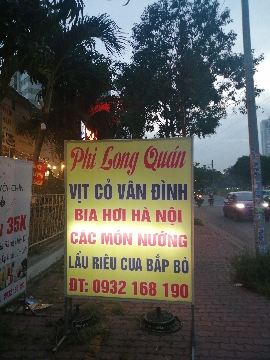 Phi Long Quán
VỊT CỎ VÂN ĐÌNH
BIA HƠI HÀ NỘI
CÁC MÓN NƯỚNG
LẨU RIÊU CUA BẮP BÒ
ĐT: 0932 168 190
35K